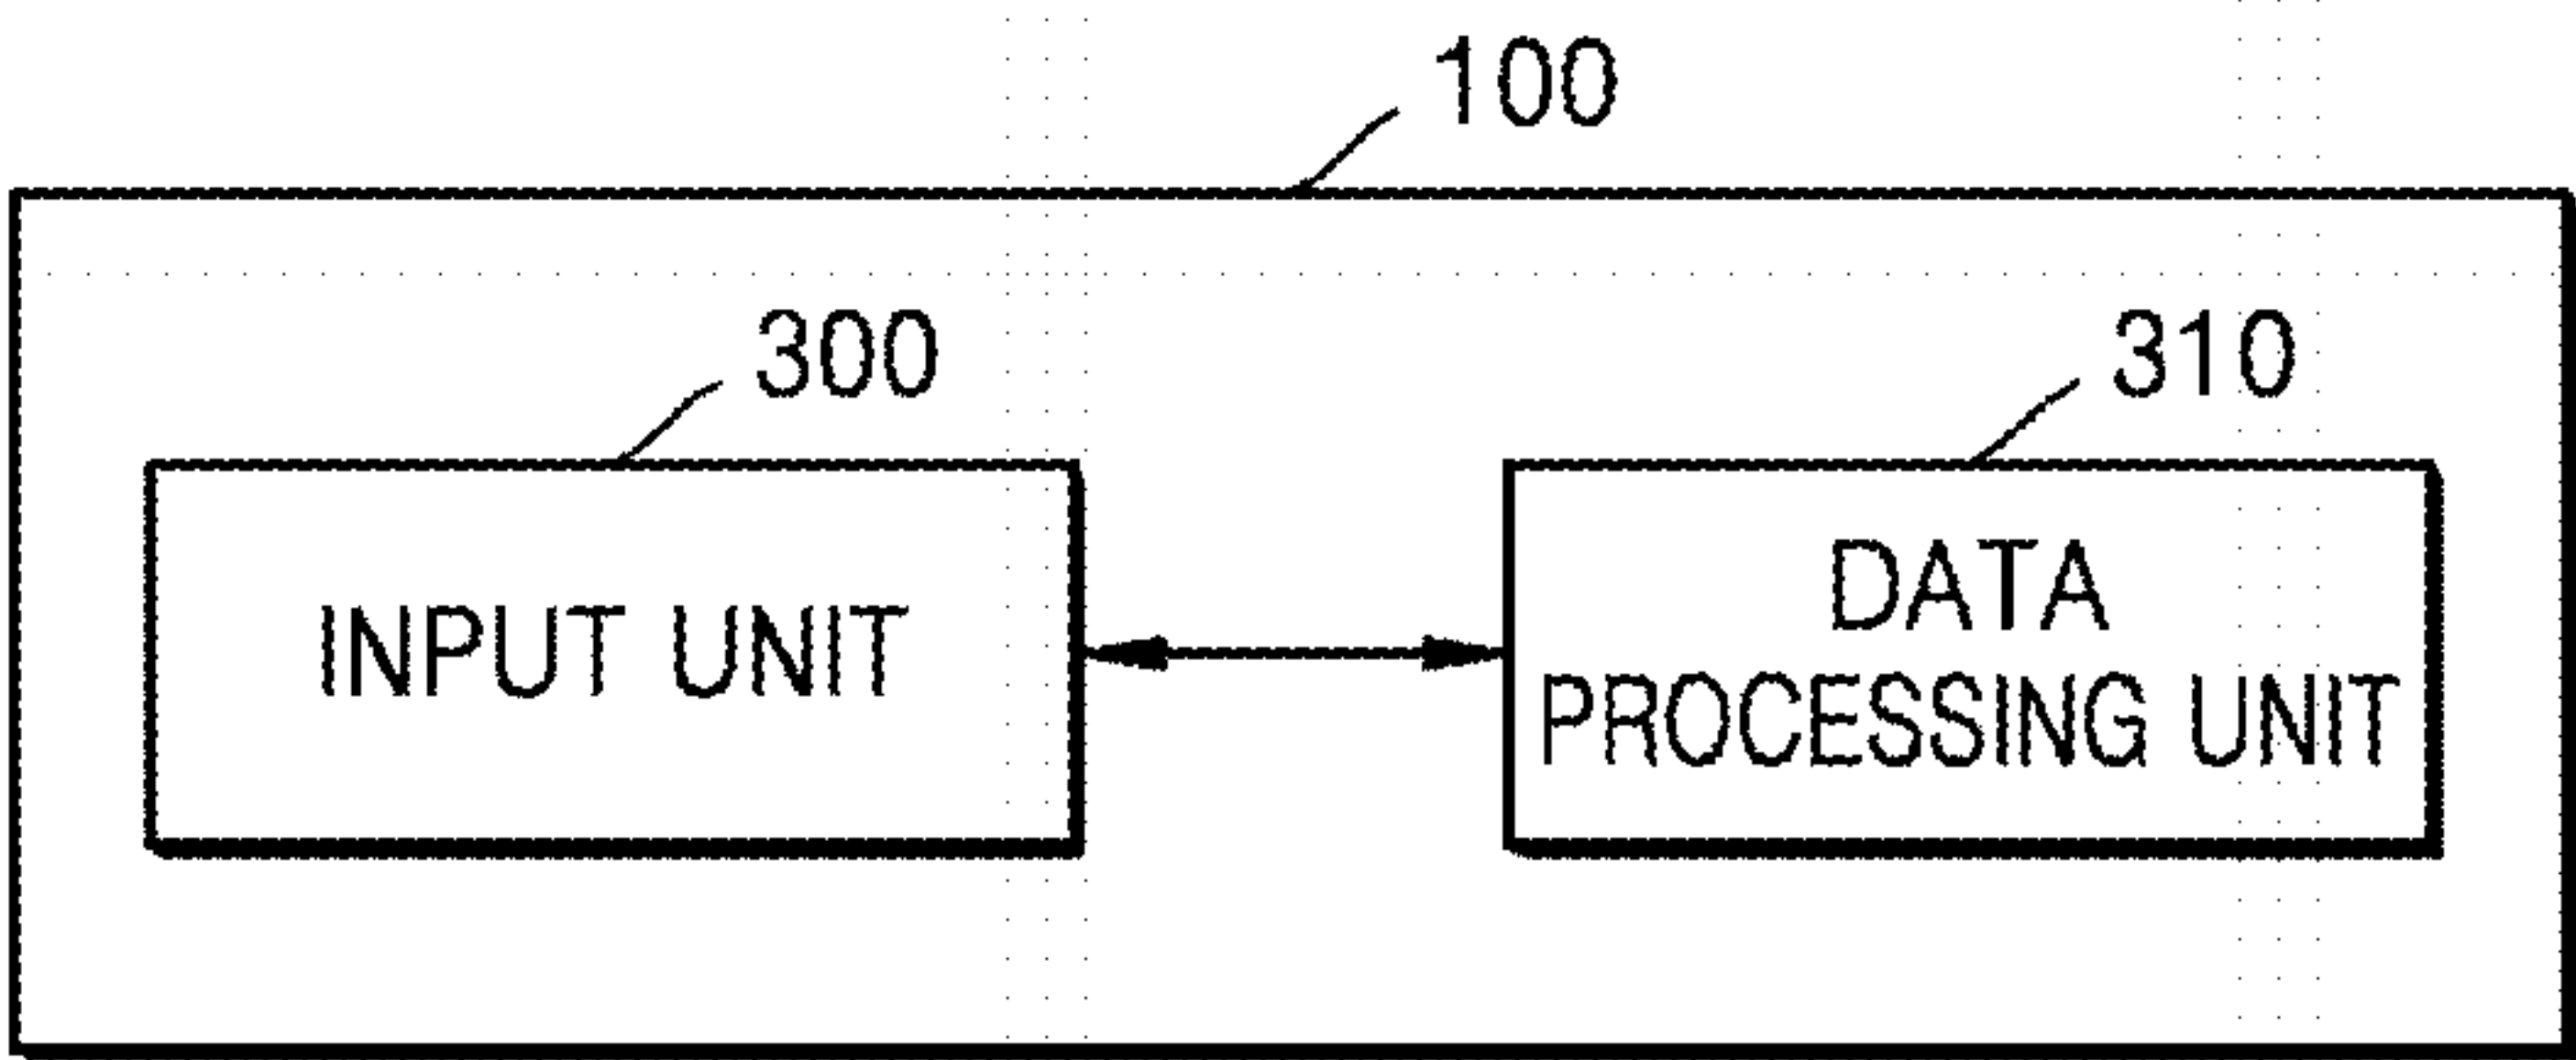 100
300
310
INPUT UNIT
DATA
PROCESSING UNIT